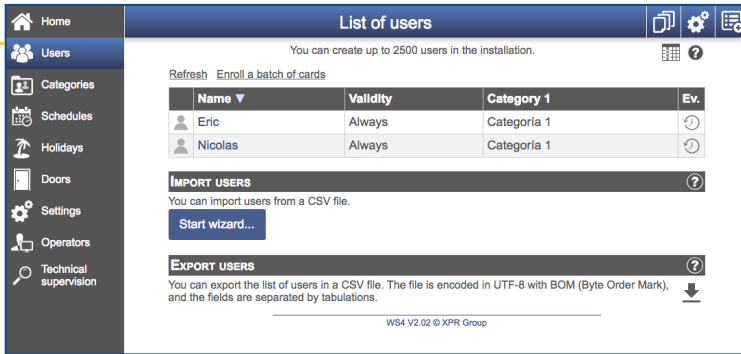 Home
List of users
Users
You can create up to 2500 users in the installation.
Refresh Enroll a batch of cards
Categories
Name ▼ Validity Category 1 Ev.
Schedules
Eric Always Categoría 1
Nicolas Always Categoría 1
Holidays
Doors
IMPORT USERS
You can import users from a CSV file.
Settings
Start wizard...
Operators
Technical
supervision
EXPORT USERS
You can export the list of users in a CSV file. The file is encoded in UTF-8 with BOM (Byte Order Mark),
and the fields are separated by tabulations.
WS4 V2.02 © XPR Group